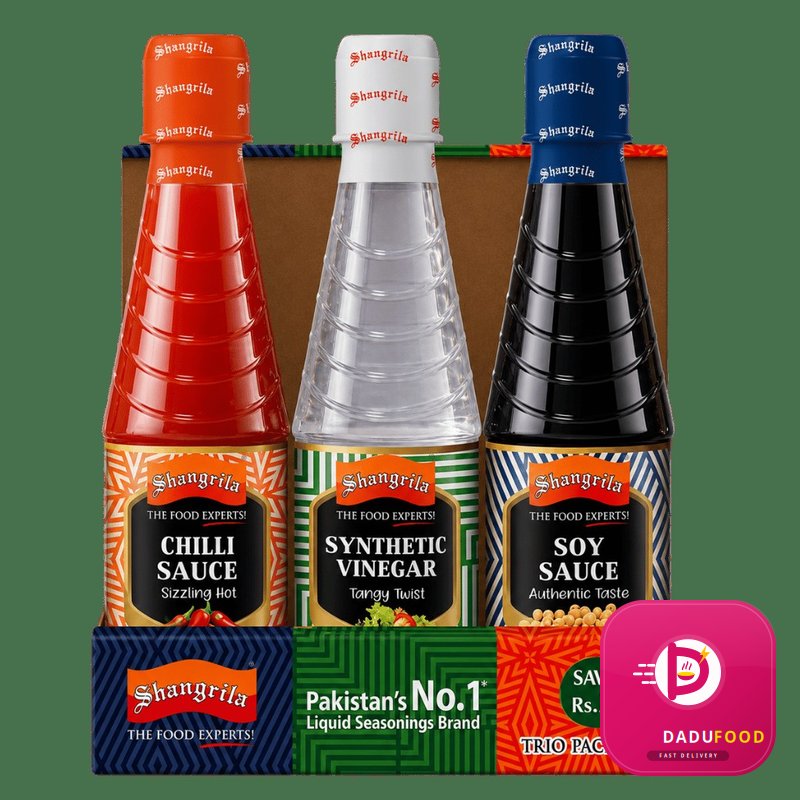 Shangrila
Shangrila
Shangrila
Shangrila
Shangrila
Shangrila
Shangrila
Shangrila
Shangrila
Shangrila
Shangrila
Shangrila
THE FOOD EXPERTS!
CHILLI
SAUCE
Sizzling Hot
Shangrila
THE FOOD EXPERTS!
SYNTHETIC
VINEGAR
Tangy Twist
Shangrila
THE FOOD EXPERTS!
SOY
SAUCE
Authentic Taste
Shangrila®
THE FOOD EXPERTS!
Pakistan's No.1*
Liquid Seasonings Brand
Rs.
TRIO
DADUFOOD
FAST DELIVERY